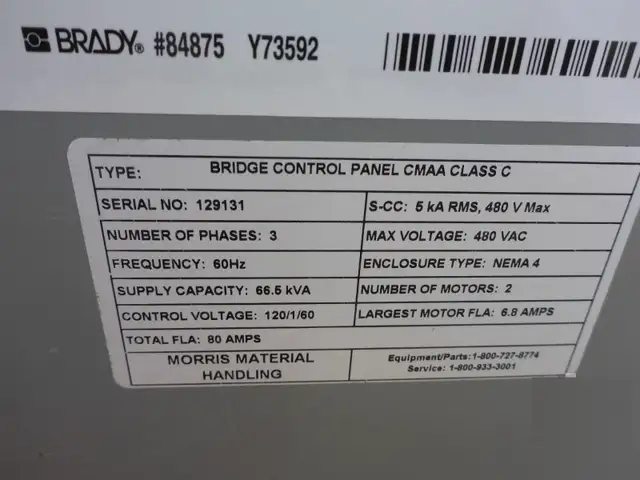 BRADY® #84875 Y73592
TYPE: BRIDGE CONTROL PANEL CMAA CLASS C
SERIAL NO: 129131 S-CC: 5 kA RMS, 480 V Max
NUMBER OF PHASES: 3 MAX VOLTAGE: 480 VAC
FREQUENCY: 60Hz ENCLOSURE TYPE: NEMA 4
SUPPLY CAPACITY: 66.5 kVA NUMBER OF MOTORS: 2
CONTROL VOLTAGE: 120/1/60 LARGEST MOTOR FLA: 6.8 AMPS
TOTAL FLA: 80 AMPS
MORRIS MATERIAL HANDLING
Equipment/Parts:1-800-727-8774
Service: 1-800-933-3001